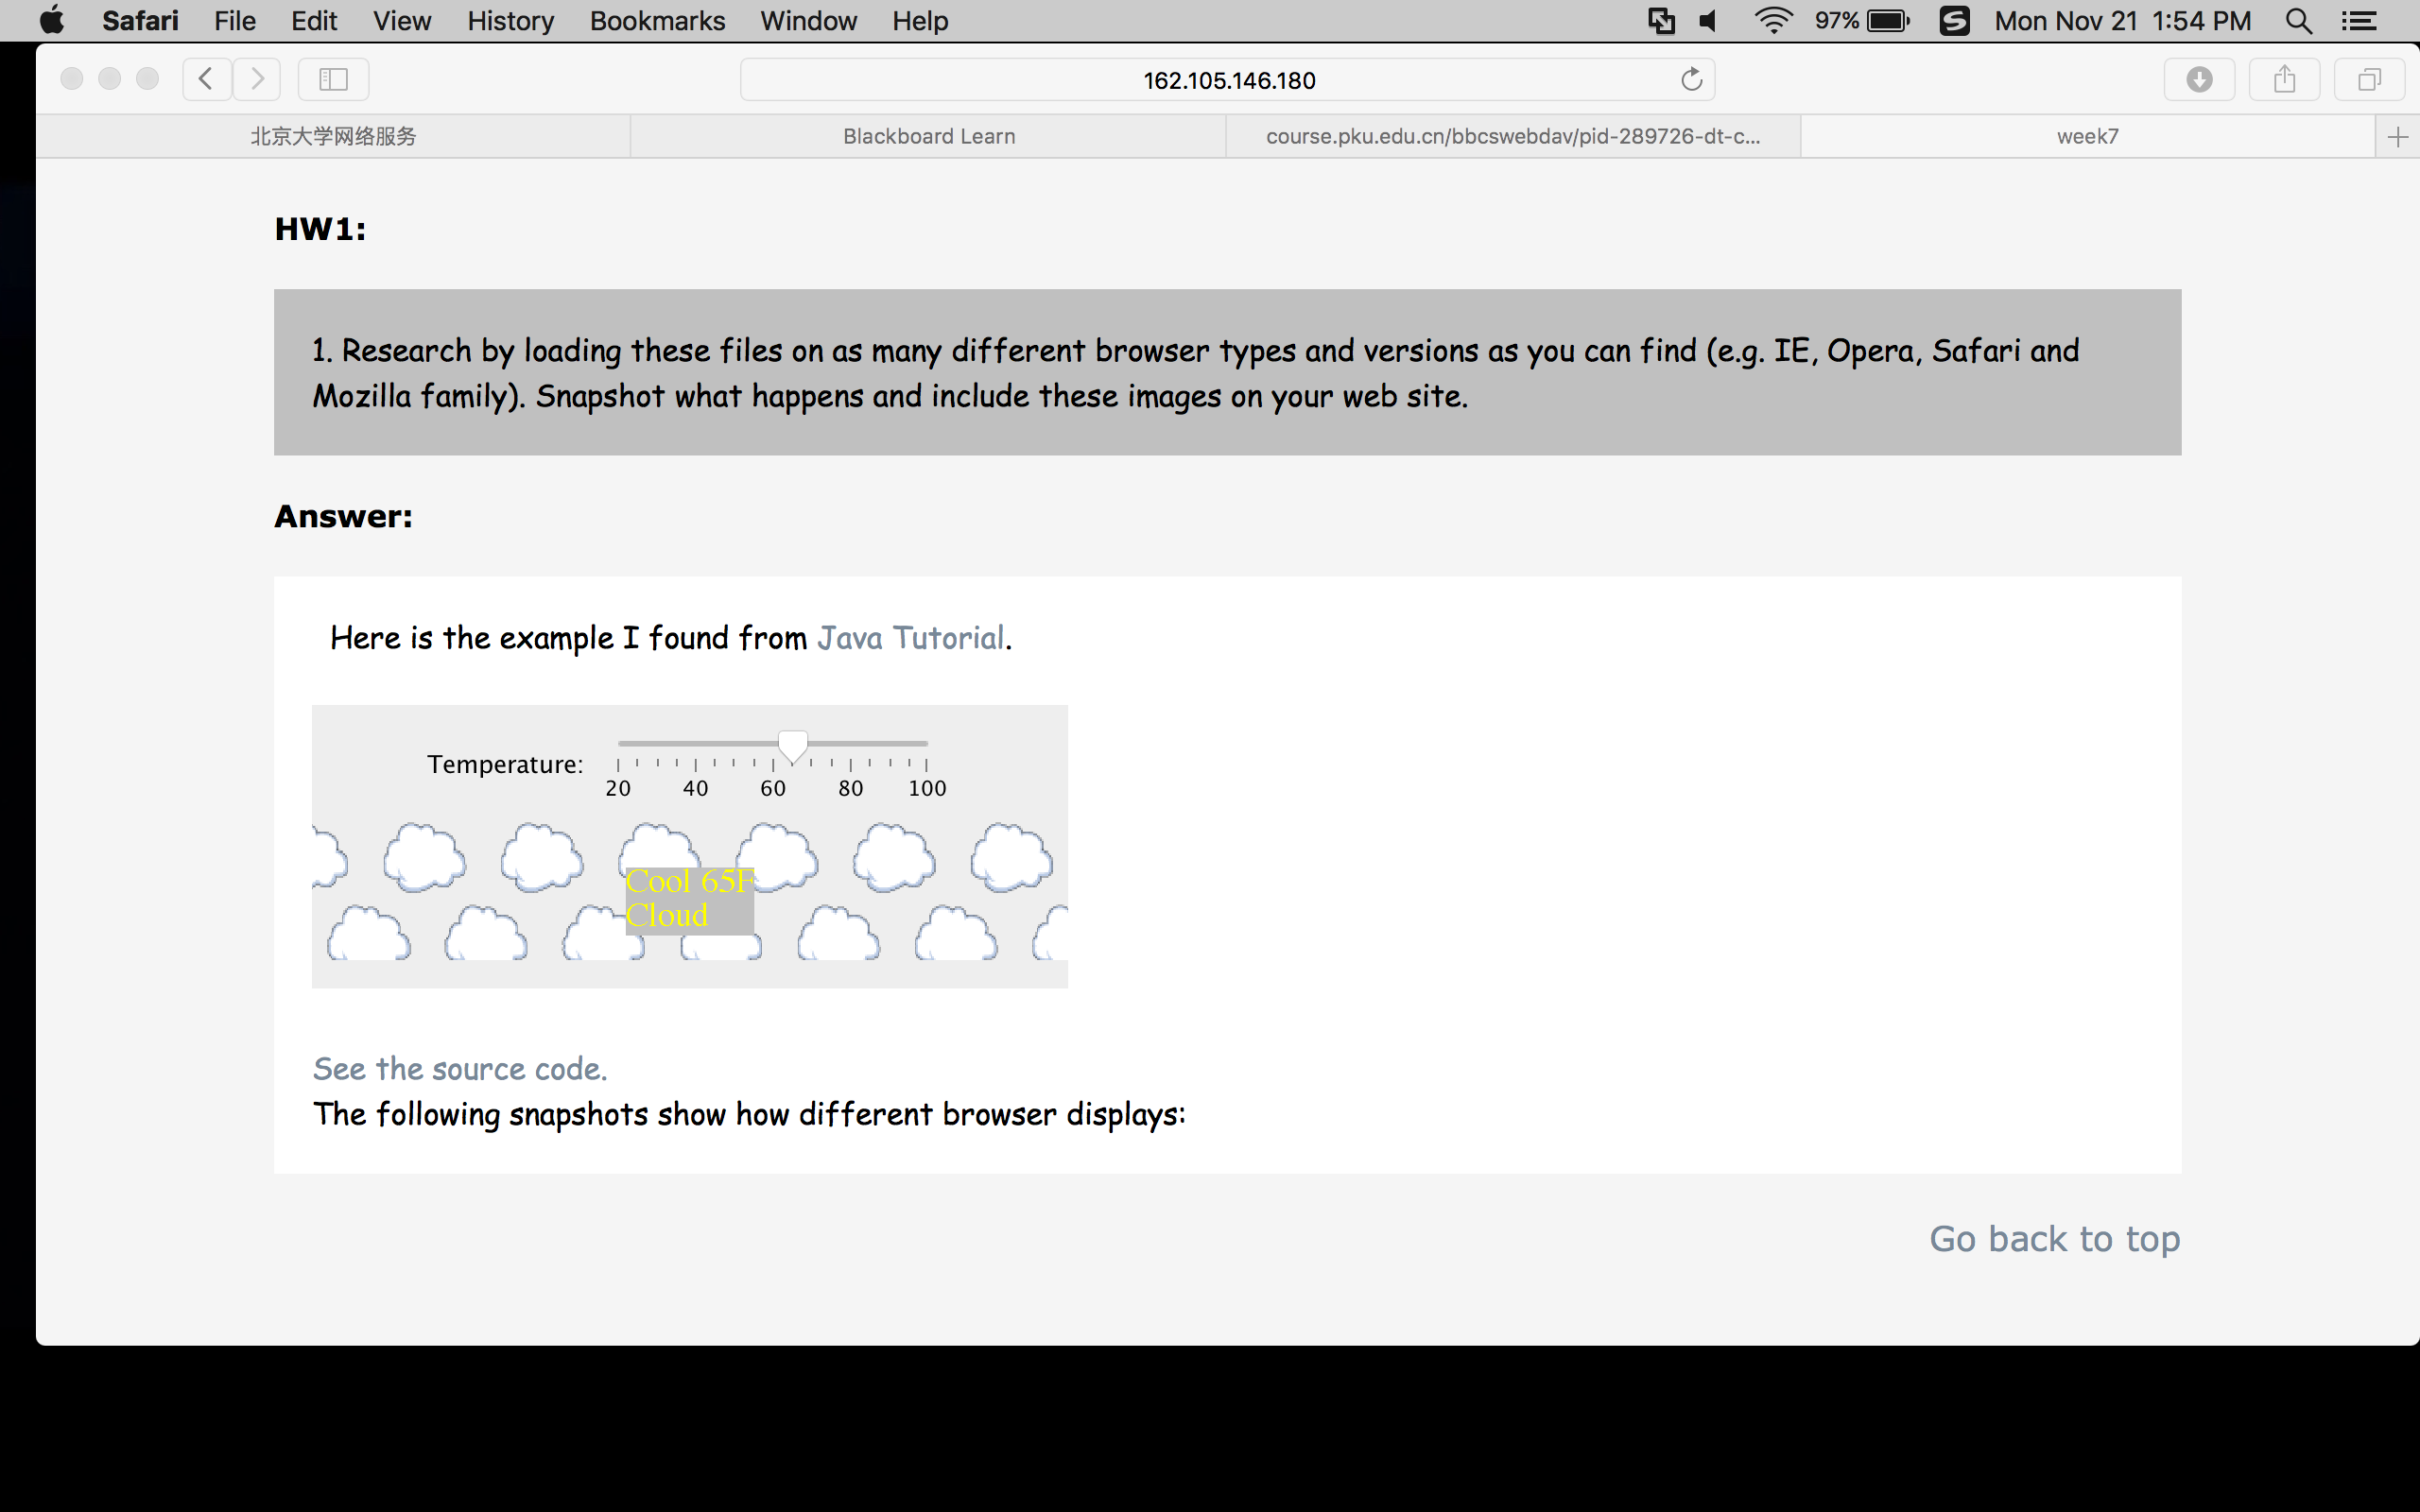 Safari File Edit View History Bookmarks Window Help 97% Mon Nov 21 1:54 PM
162.105.146.180
北京大学网络服务 Blackboard Learn course.pku.edu.cn/bbcswebdav/pid-289726-dt-c... week7
HW1:
1. Research by loading these files on as many different browser types and versions as you can find (e.g. IE, Opera, Safari and
Mozilla family). Snapshot what happens and include these images on your web site.
Answer:
Here is the example I found from Java Tutorial.
Temperature:
20 40 60 80 100
Cool 65F
Cloud
See the source code.
The following snapshots show how different browser displays:
Go back to top